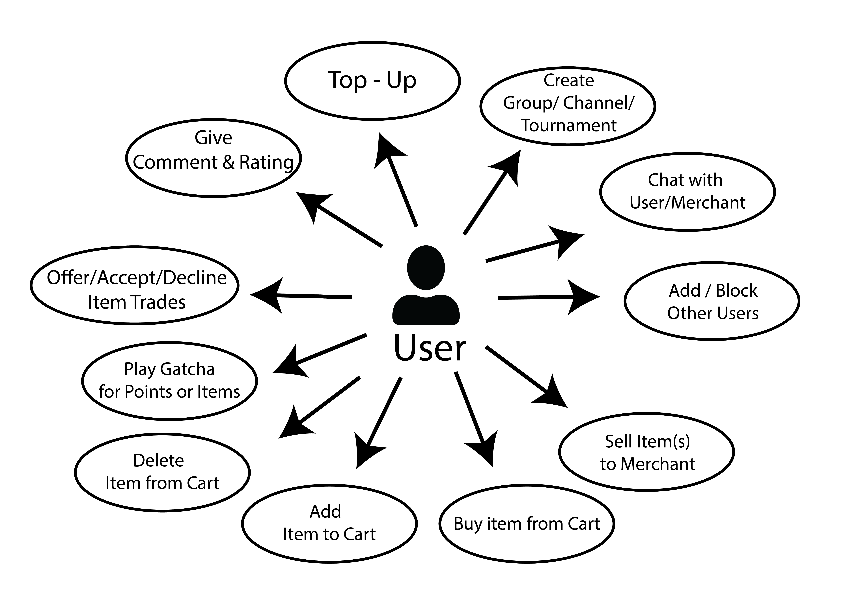 Top - Up
Create
Group/ Channel/
Tournament
Give
Comment & Rating
Chat with
User/Merchant
Offer/Accept/Decline
Item Trades
Add / Block
Other Users
User
Play Gatcha
for Points or Items
Sell Item(s)
to Merchant
Delete
Item from Cart
Add
Item to Cart
Buy item from Cart